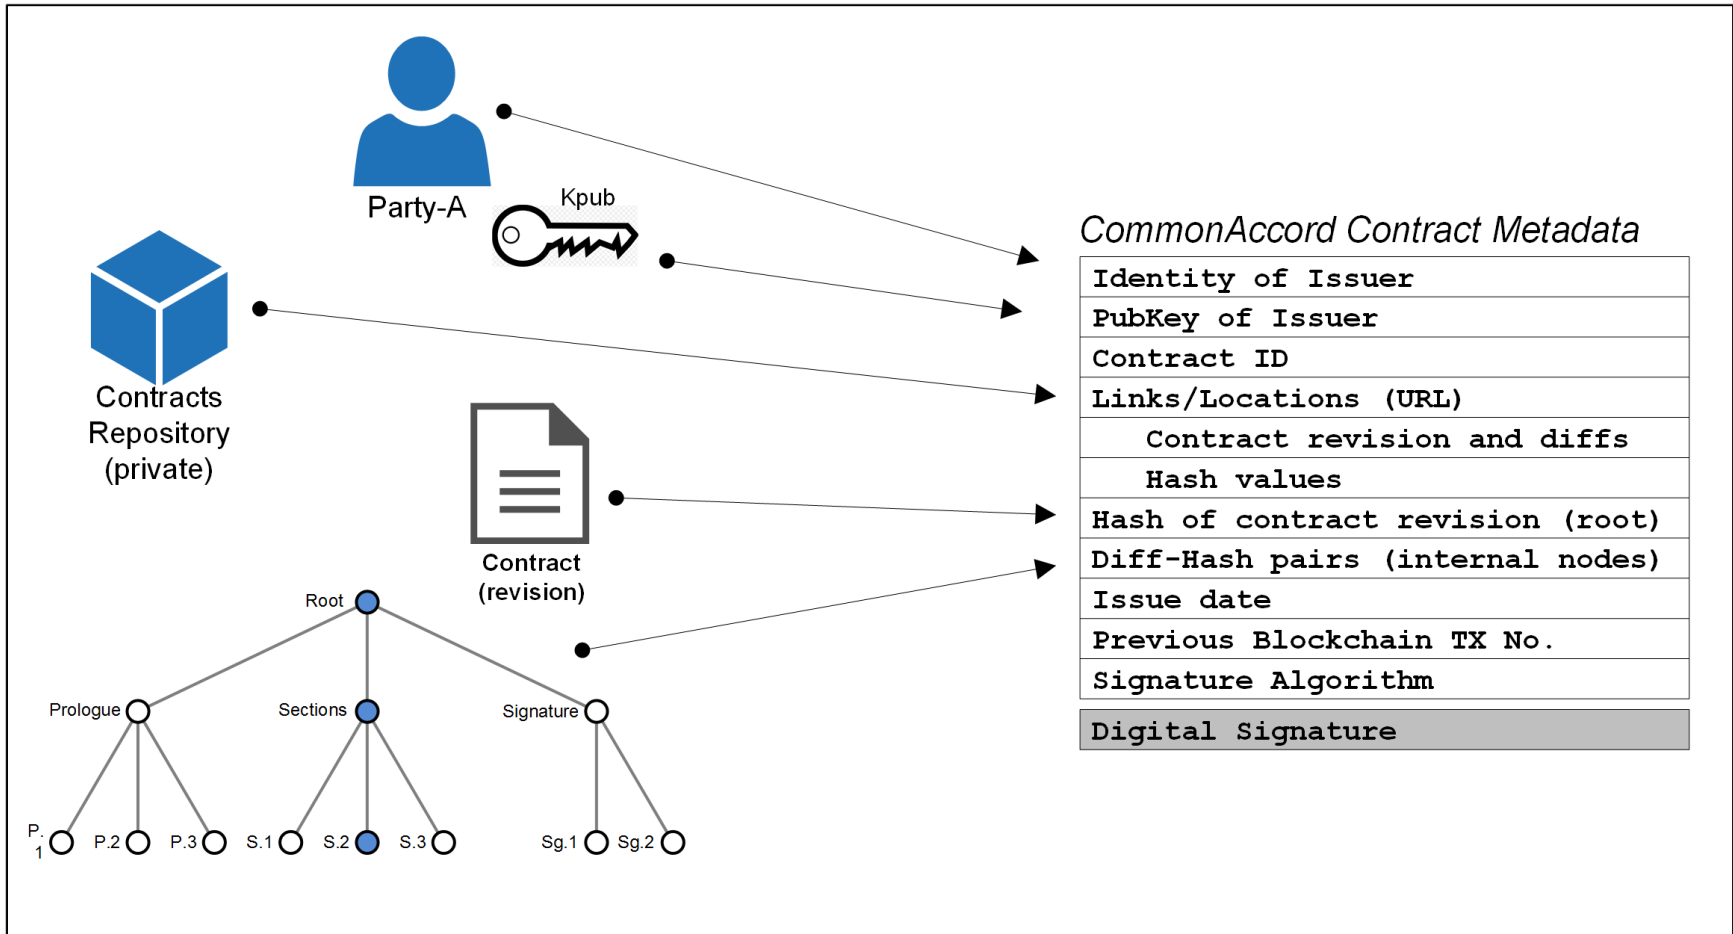 Party-A
Kpub
Contracts
Repository
(private)
Contract
(revision)
Root
Prologue
Sections
Signature
P.
1
P.2
P.3
S.1
S.2
S.3
Sg.1
Sg.2
CommonAccord Contract Metadata
Identity of Issuer
PubKey of Issuer
Contract ID
Links/Locations (URL)
Contract revision and diffs
Hash values
Hash of contract revision (root)
Diff-Hash pairs (internal nodes)
Issue date
Previous Blockchain TX No.
Signature Algorithm
Digital Signature